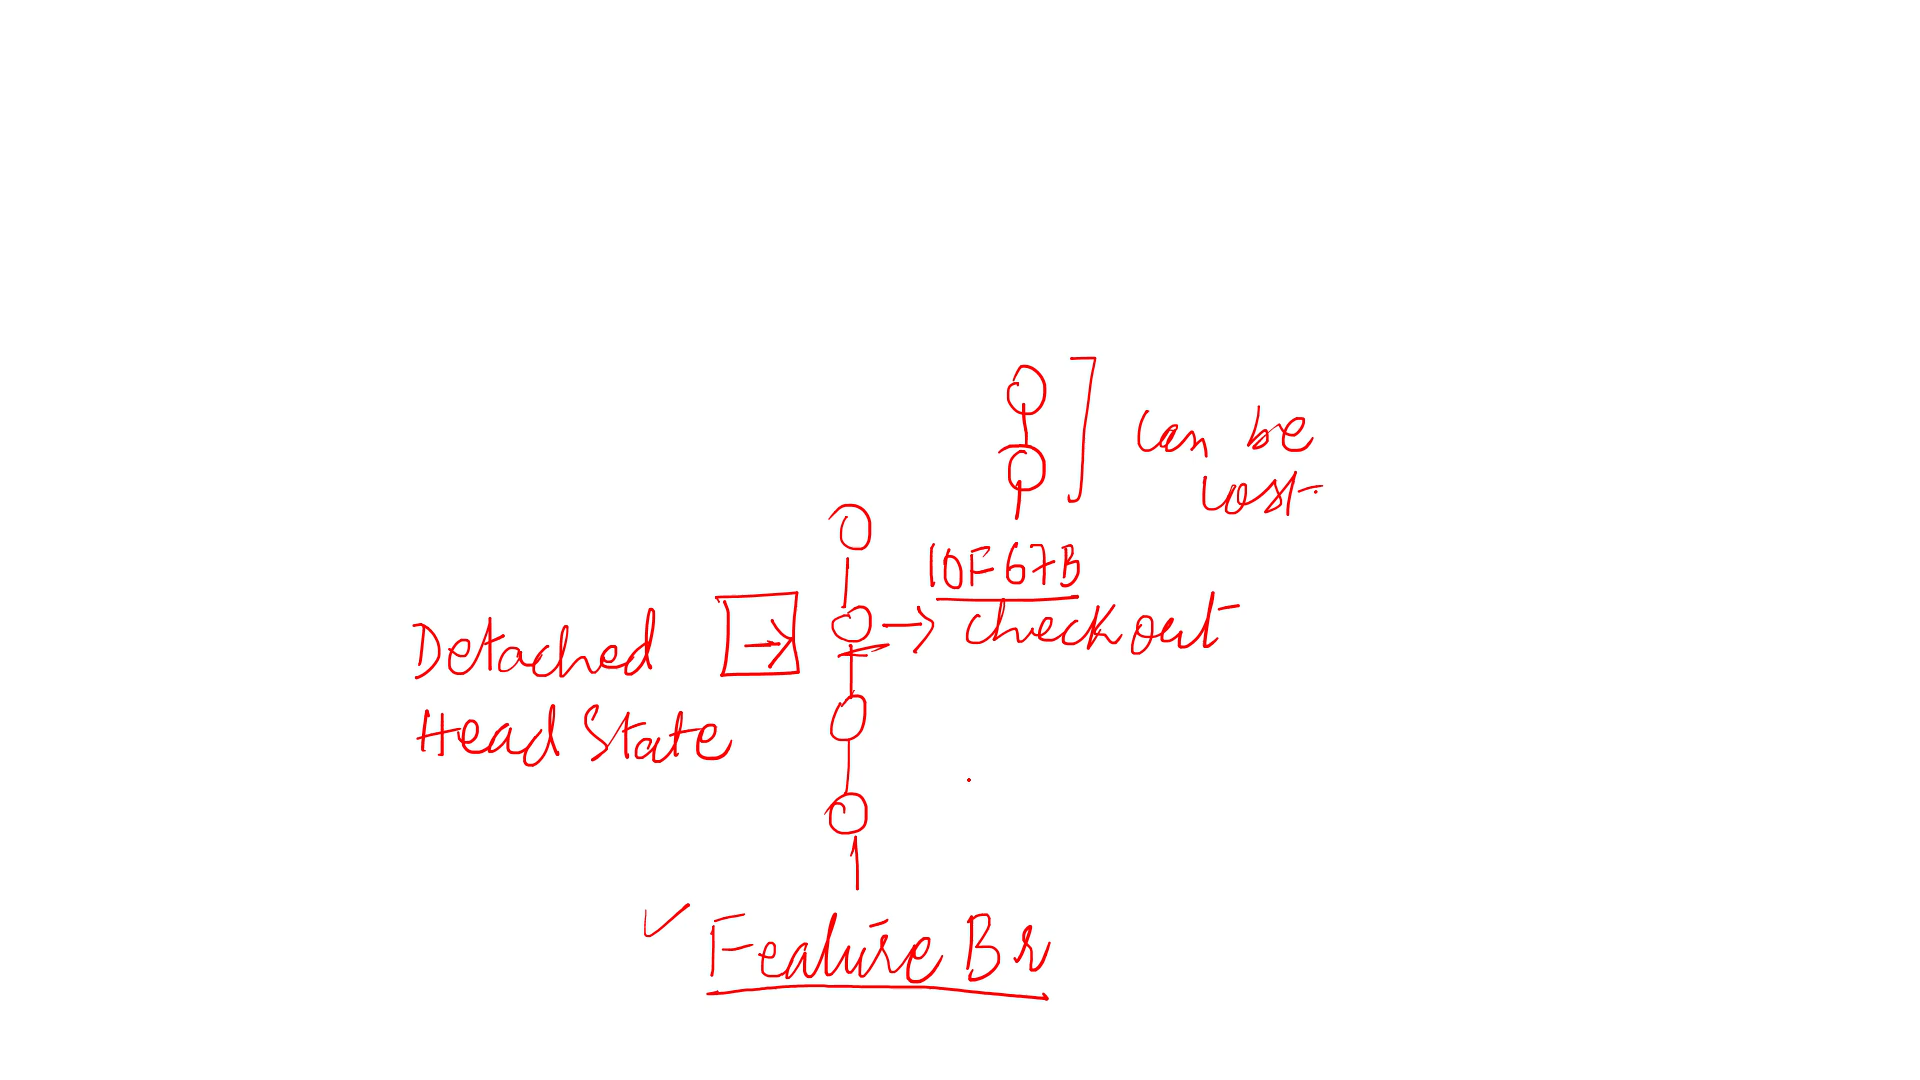 can be
lost
10F67B
checkout
Detached
Head State
Feature Br